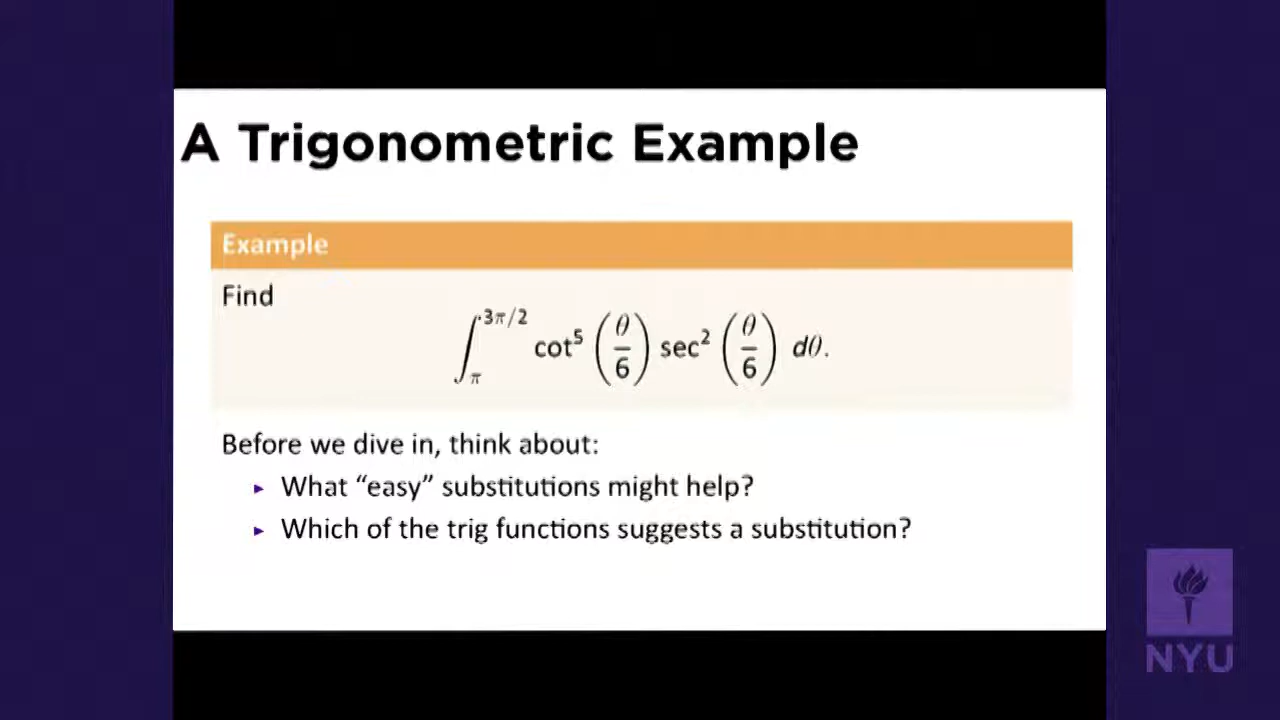 A Trigonometric Example
Example
Find
∫_π^{3π/2} cot⁵ (θ/6) sec² (θ/6) dθ.
Before we dive in, think about:
▸ What “easy” substitutions might help?
▸ Which of the trig functions suggests a substitution?
NYU